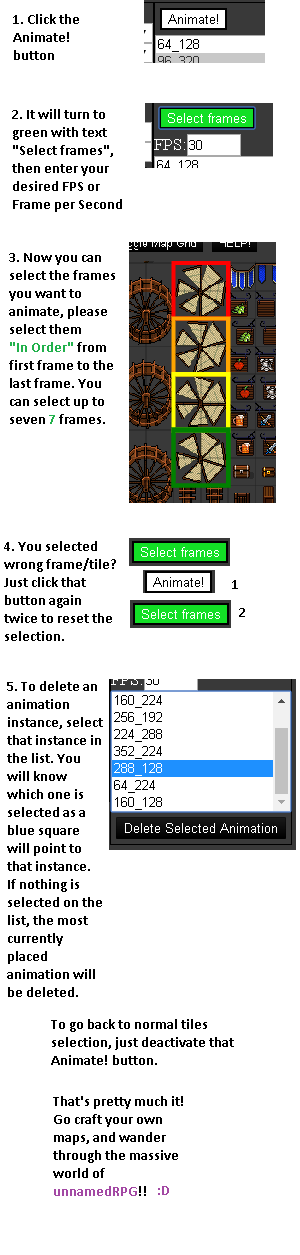 1. Click the
Animate!
button
Animate!
64_128
96_320
2. It will turn to
green with text
"Select frames",
then enter your
desired FPS or
Frame per Second
Select frames
FPS: 30
64_128
3. Now you can
select the frames
you want to
animate, please
select them
"In Order" from
first frame to the
last frame. You
can select up to
seven 7 frames.
Map Grid
HELP!
4. You selected
wrong frame/tile?
Just click that
button again
twice to reset the
selection.
Select frames
Animate! 1
Select frames 2
5. To delete an
animation
instance, select
that instance in
the list. You
will know
which one is
selected as a
blue square
will point to
that instance.
If nothing is
selected on the
list, the most
currently
placed
animation will
be deleted.
FPS: 30
160_224
256_192
224_288
352_224
288_128
64_224
160_128
Delete Selected Animation
To go back to normal tiles
selection, just deactivate that
Animate! button.
That's pretty much it!
Go craft your own
maps, and wander
through the massive
world of
unnamedRPG!! :D